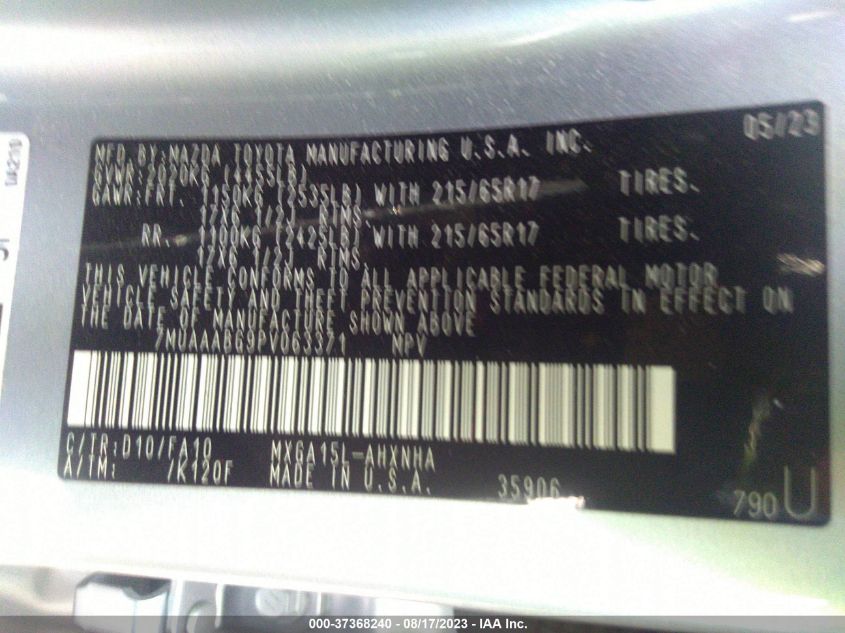 05/23
MFD.BY:MAZDA TOYOTA MANUFACTURING U.S.A. INC.
GVWR:2020KG (4455LB)
GAWR:FRT. 1150KG (2535LB) WITH 215/65R17 TIRES.
17X6 1/2J RIMS.
RR. 1100KG (2425LB) WITH 215/65R17 TIRES.
17X6 1/2J RIMS.
THIS VEHICLE CONFORMS TO ALL APPLICABLE FEDERAL MOTOR
VEHICLE SAFETY AND THEFT PREVENTION STANDARDS IN EFFECT ON
THE DATE OF MANUFACTURE SHOWN ABOVE
7MUAAABG9PV063371 MPV
C/TR:D10/FA10 MXGA15L-AHXNHA
A/TM: /K120F MADE IN U.S.A. 35906
790U
000-37368240 - 08/17/2023 - IAA Inc.